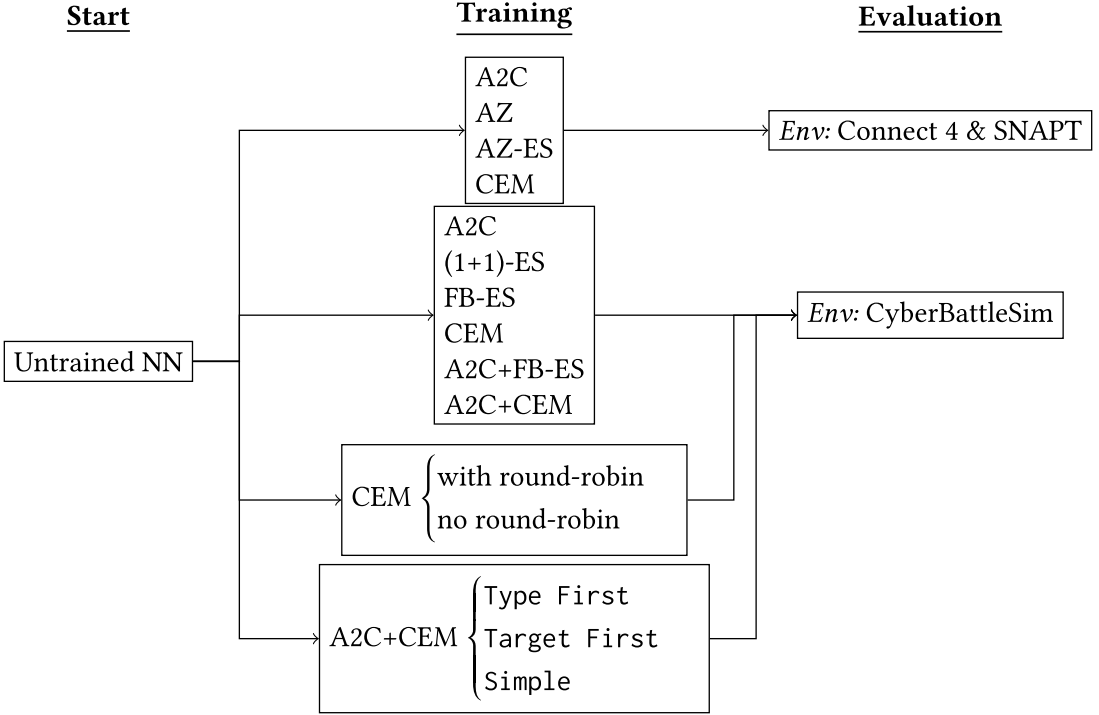 Start
Training
Evaluation
A2C
AZ
AZ-ES
CEM
Env: Connect 4 & SNAPT
A2C
(1+1)-ES
FB-ES
CEM
A2C+FB-ES
A2C+CEM
Env: CyberBattleSim
Untrained NN
CEM
with round-robin
no round-robin
A2C+CEM
Type First
Target First
Simple